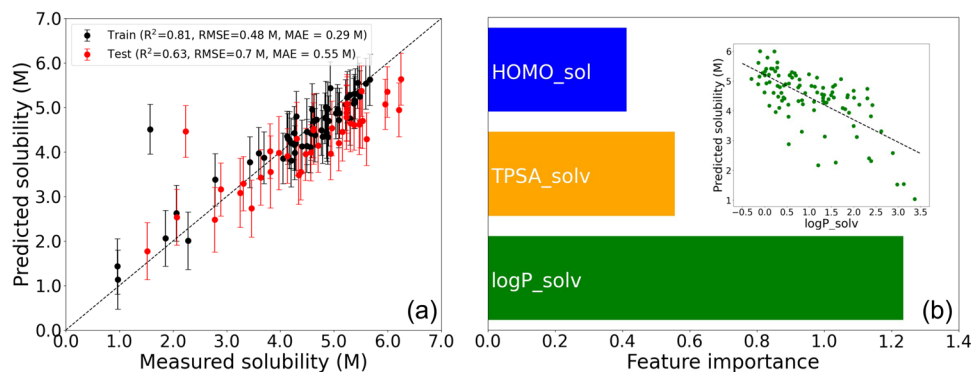 Train (R²=0.81, RMSE=0.48 M, MAE = 0.29 M)
Test (R²=0.63, RMSE=0.7 M, MAE = 0.55 M)
Predicted solubility (M)
7.0
6.0
5.0
4.0
3.0
2.0
1.0
0.0
0.0 1.0 2.0 3.0 4.0 5.0 6.0 7.0
Measured solubility (M)
(a)
HOMO_sol
TPSA_solv
logP_solv
Predicted solubility (M)
6
5
4
3
2
1
−0.5 0.0 0.5 1.0 1.5 2.0 2.5 3.0 3.5
logP_solv
(b)
0.0 0.2 0.4 0.6 0.8 1.0 1.2 1.4
Feature importance